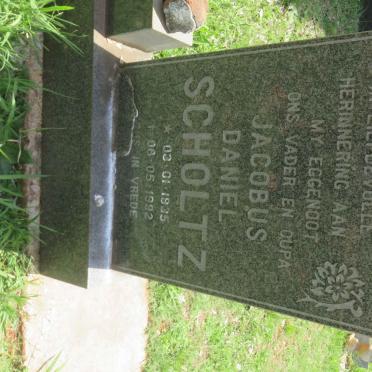 HERINNERING AAN
MY EGGENOOT
ONS VADER EN OUPA
JACOBUS
DANIEL
SCHOLTZ
★ 03.01.1935
† 06.05.1992
IN VREDE